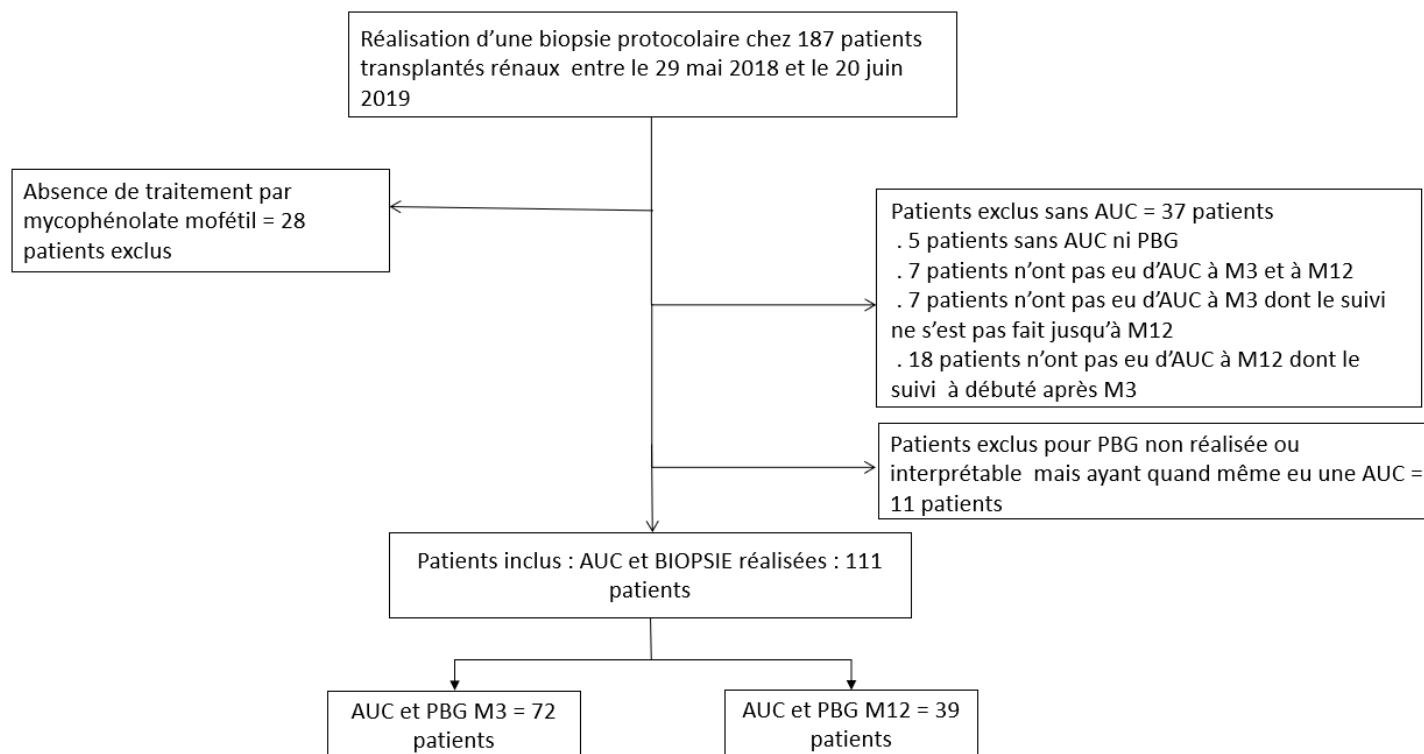 Réalisation d’une biopsie protocolaire chez 187 patients
transplantés rénaux entre le 29 mai 2018 et le 20 juin
2019
Absence de traitement par
mycophénolate mofétil = 28
patients exclus
Patients exclus sans AUC = 37 patients
. 5 patients sans AUC ni PBG
. 7 patients n’ont pas eu d’AUC à M3 et à M12
. 7 patients n’ont pas eu d’AUC à M3 dont le suivi
ne s’est pas fait jusqu’à M12
. 18 patients n’ont pas eu d’AUC à M12 dont le
suivi à débuté après M3
Patients exclus pour PBG non réalisée ou
interprétable mais ayant quand même eu une AUC =
11 patients
Patients inclus : AUC et BIOPSIE réalisées : 111
patients
AUC et PBG M3 = 72
patients
AUC et PBG M12 = 39
patients